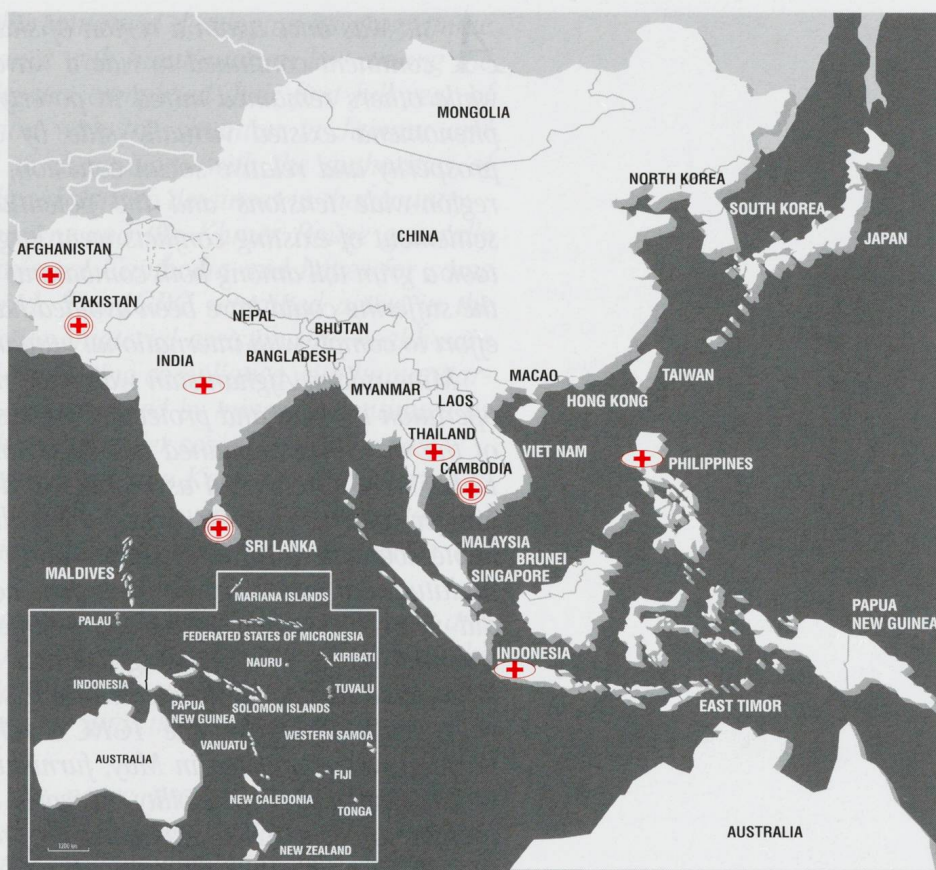 MONGOLIA
NORTH KOREA
SOUTH KOREA
JAPAN
CHINA
AFGHANISTAN
PAKISTAN
NEPAL
BHUTAN
INDIA
BANGLADESH
MYANMAR
LAOS
MACAO
HONG KONG
TAIWAN
THAILAND
VIET NAM
CAMBODIA
PHILIPPINES
SRI LANKA
MALAYSIA
BRUNEI
SINGAPORE
MALDIVES
INDONESIA
PAPUA
NEW GUINEA
EAST TIMOR
AUSTRALIA
MARIANA ISLANDS
PALAU
FEDERATED STATES OF MICRONESIA
NAURU
KIRIBATI
INDONESIA
TUVALU
PAPUA
NEW GUINEA
SOLOMON ISLANDS
VANUATU
WESTERN SAMOA
AUSTRALIA
FIJI
NEW CALEDONIA
TONGA
NEW ZEALAND
1200 km